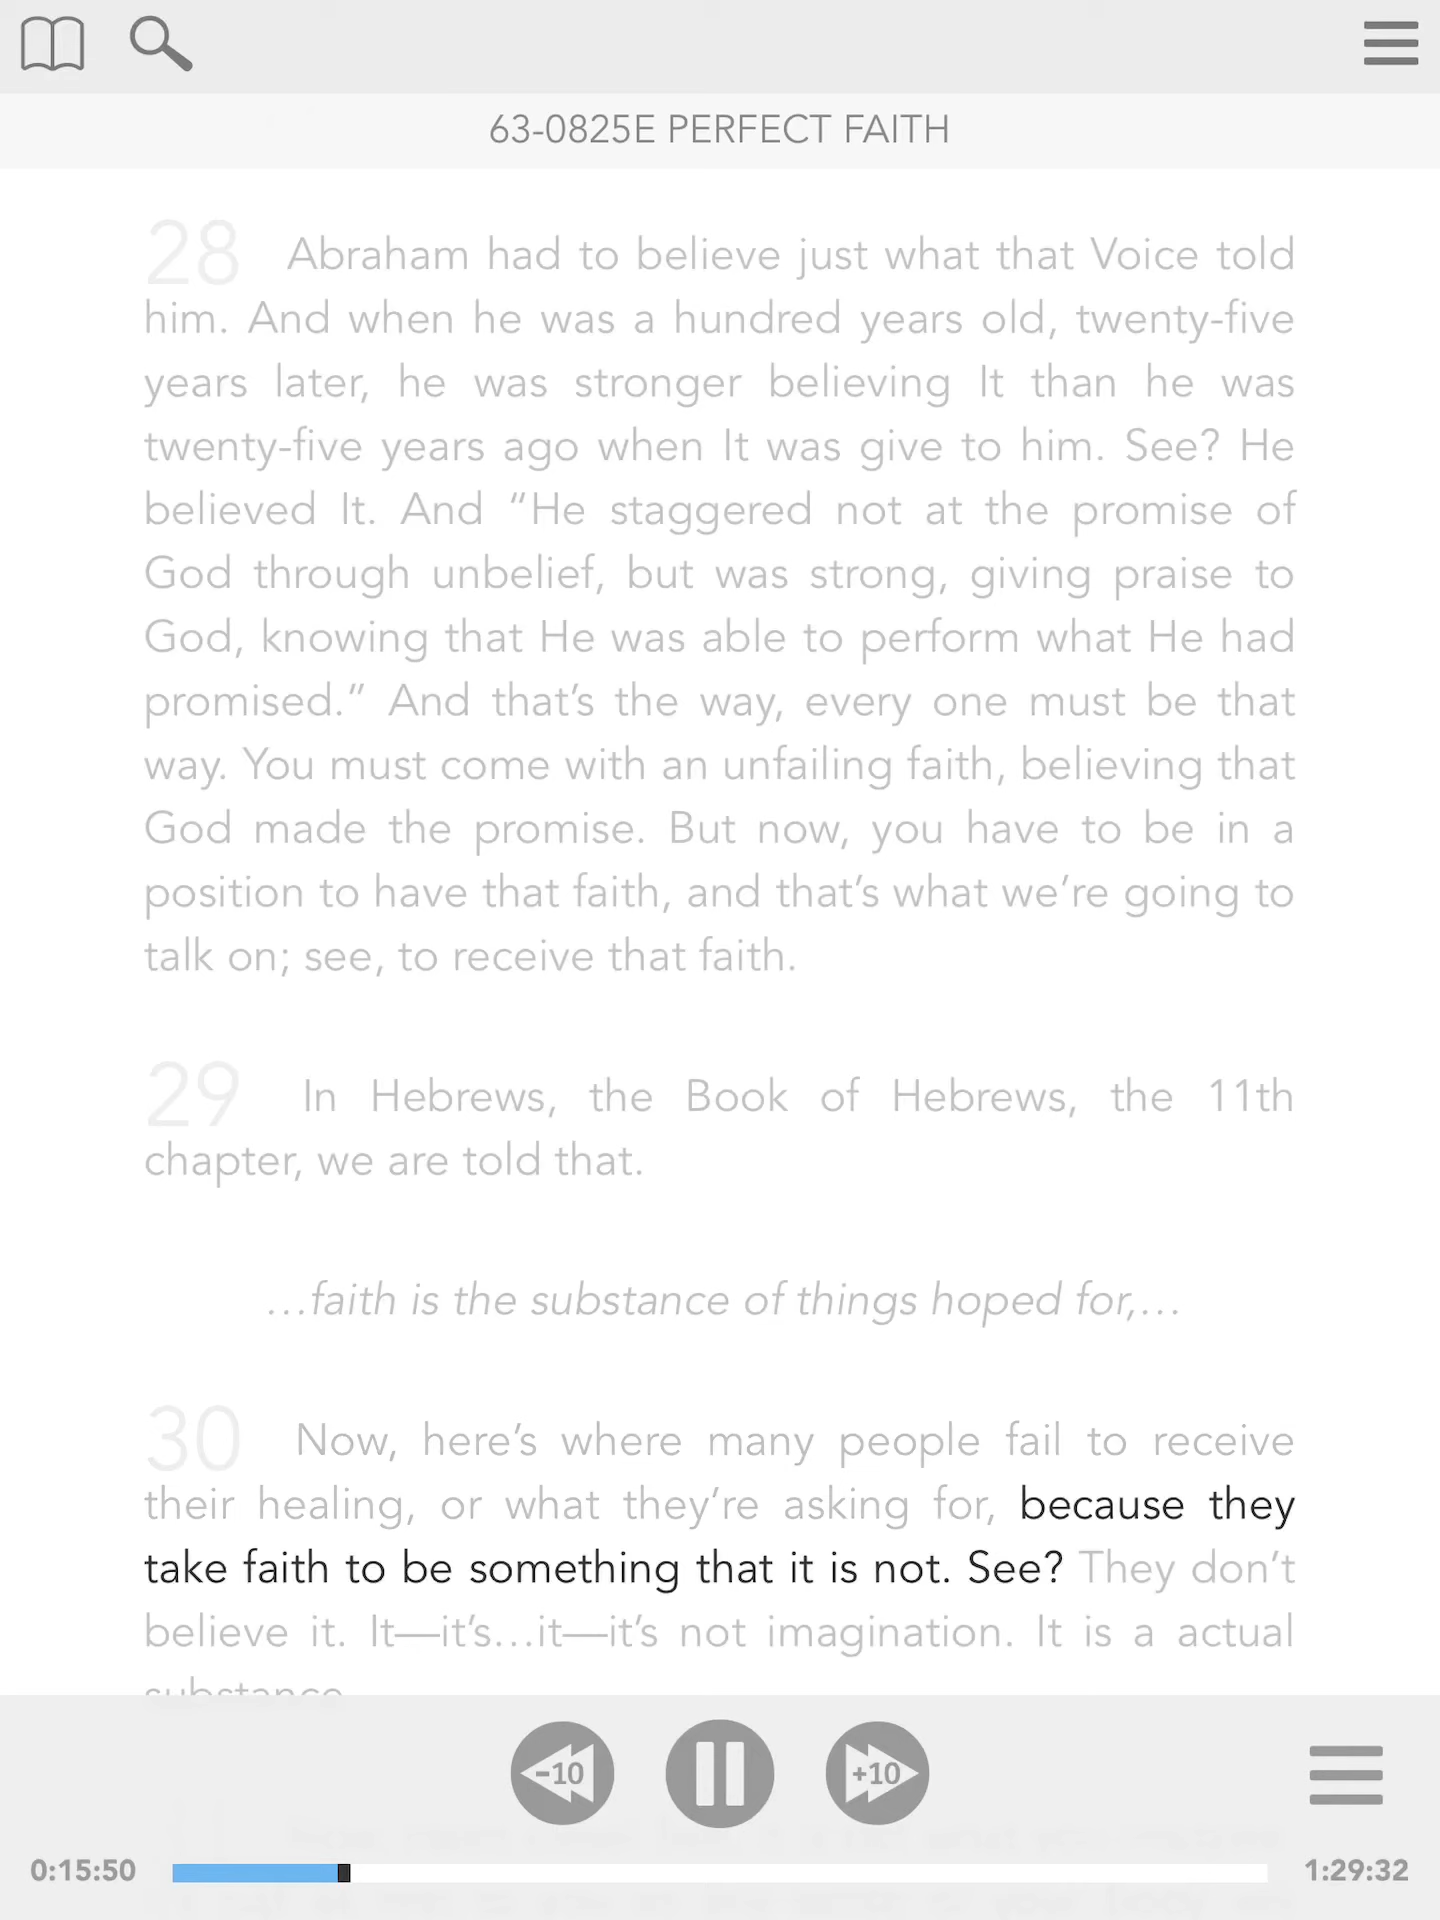 63-0825E PERFECT FAITH
28 Abraham had to believe just what that Voice told
him. And when he was a hundred years old, twenty-five
years later, he was stronger believing It than he was
twenty-five years ago when It was give to him. See? He
believed It. And “He staggered not at the promise of
God through unbelief, but was strong, giving praise to
God, knowing that He was able to perform what He had
promised.” And that’s the way, every one must be that
way. You must come with an unfailing faith, believing that
God made the promise. But now, you have to be in a
position to have that faith, and that’s what we’re going to
talk on; see, to receive that faith.
29 In Hebrews, the Book of Hebrews, the 11th
chapter, we are told that.
…faith is the substance of things hoped for,…
30 Now, here’s where many people fail to receive
their healing, or what they’re asking for, because they
take faith to be something that it is not. See? They don’t
believe it. It—it’s…it—it’s not imagination. It is a actual
substance.
-10 +10
0:15:50 1:29:32